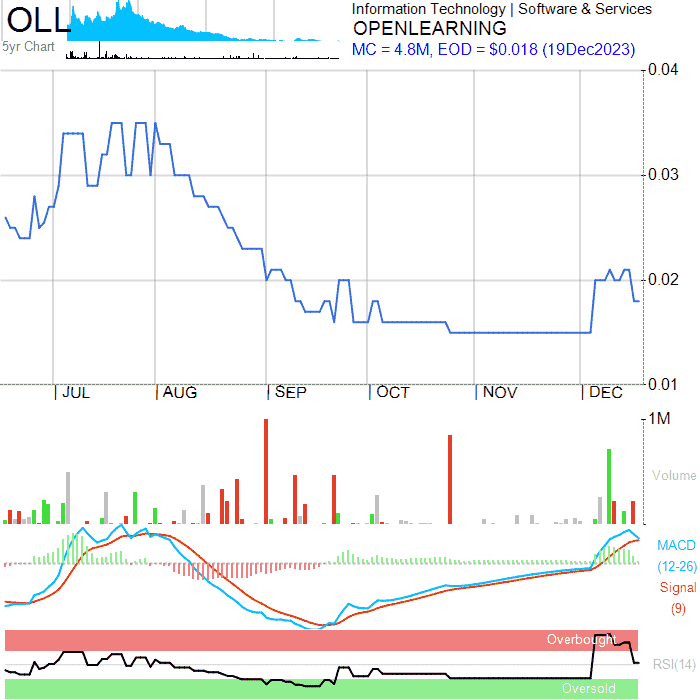 OLL
5yr Chart
Information Technology | Software & Services
OPENLEARNING
MC = 4.8M, EOD = $0.018 (19Dec2023)
0.04
0.03
0.02
0.01
| JUL | AUG | SEP | OCT | NOV | DEC
1M
Volume
MACD
(12-26)
Signal
(9)
Overbought
RSI(14)
Oversold